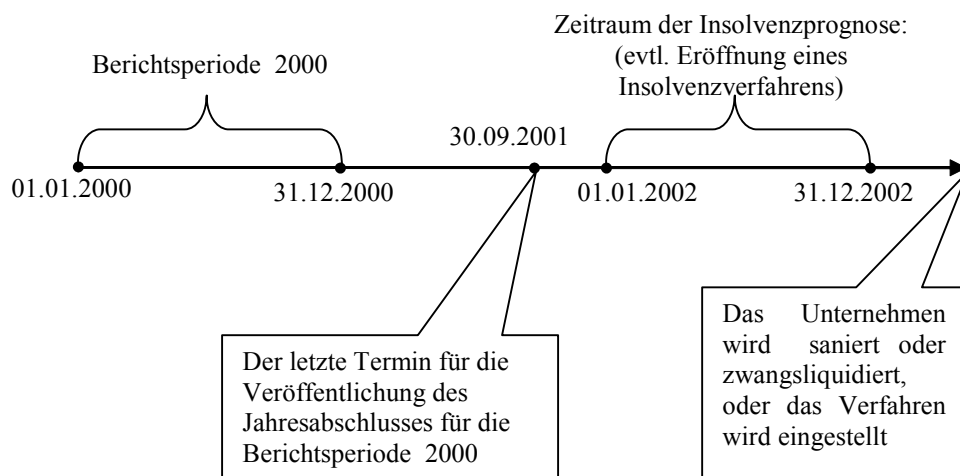 Zeitraum der Insolvenzprognose:
(evtl. Eröffnung eines
Insolvenzverfahrens)
Berichtsperiode 2000
30.09.2001
01.01.2000
31.12.2000
01.01.2002
31.12.2002
Der letzte Termin für die
Veröffentlichung des
Jahresabschlusses für die
Berichtsperiode 2000
Das Unternehmen
wird saniert oder
zwangsliquidiert,
oder das Verfahren
wird eingestellt